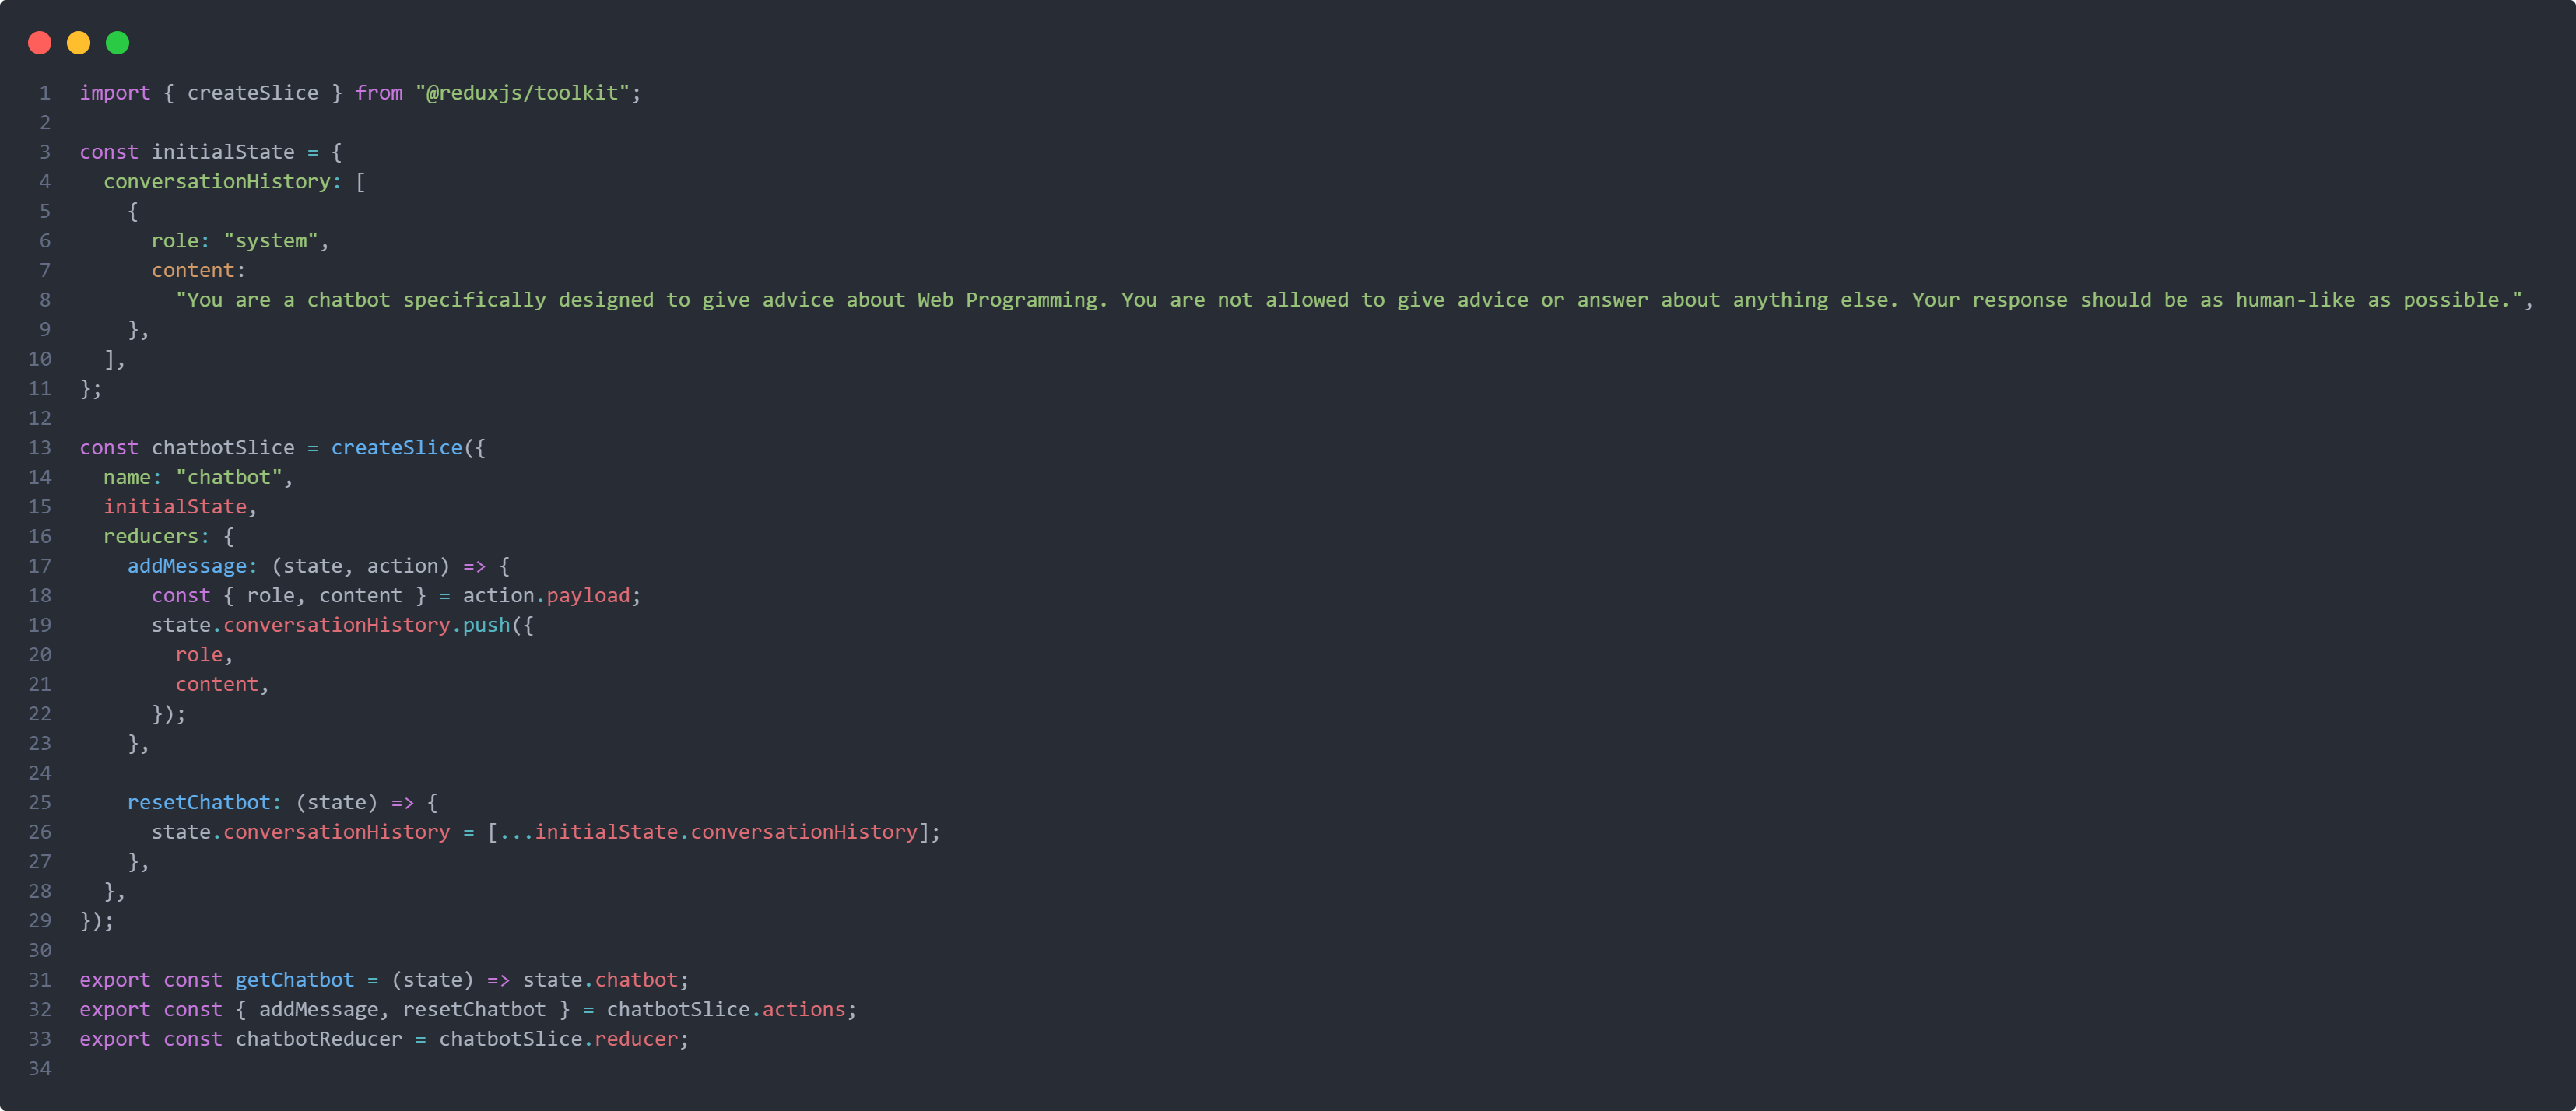 1 import { createSlice } from "@reduxjs/toolkit";
2
3 const initialState = {
4   conversationHistory: [
5     {
6       role: "system",
7       content:
8         "You are a chatbot specifically designed to give advice about Web Programming. You are not allowed to give advice or answer about anything else. Your response should be as human-like as possible.",
9     },
10   ],
11 };
12
13 const chatbotSlice = createSlice({
14   name: "chatbot",
15   initialState,
16   reducers: {
17     addMessage: (state, action) => {
18       const { role, content } = action.payload;
19       state.conversationHistory.push({
20         role,
21         content,
22       });
23     },
24
25     resetChatbot: (state) => {
26       state.conversationHistory = [...initialState.conversationHistory];
27     },
28   },
29 });
30
31 export const getChatbot = (state) => state.chatbot;
32 export const { addMessage, resetChatbot } = chatbotSlice.actions;
33 export const chatbotReducer = chatbotSlice.reducer;
34